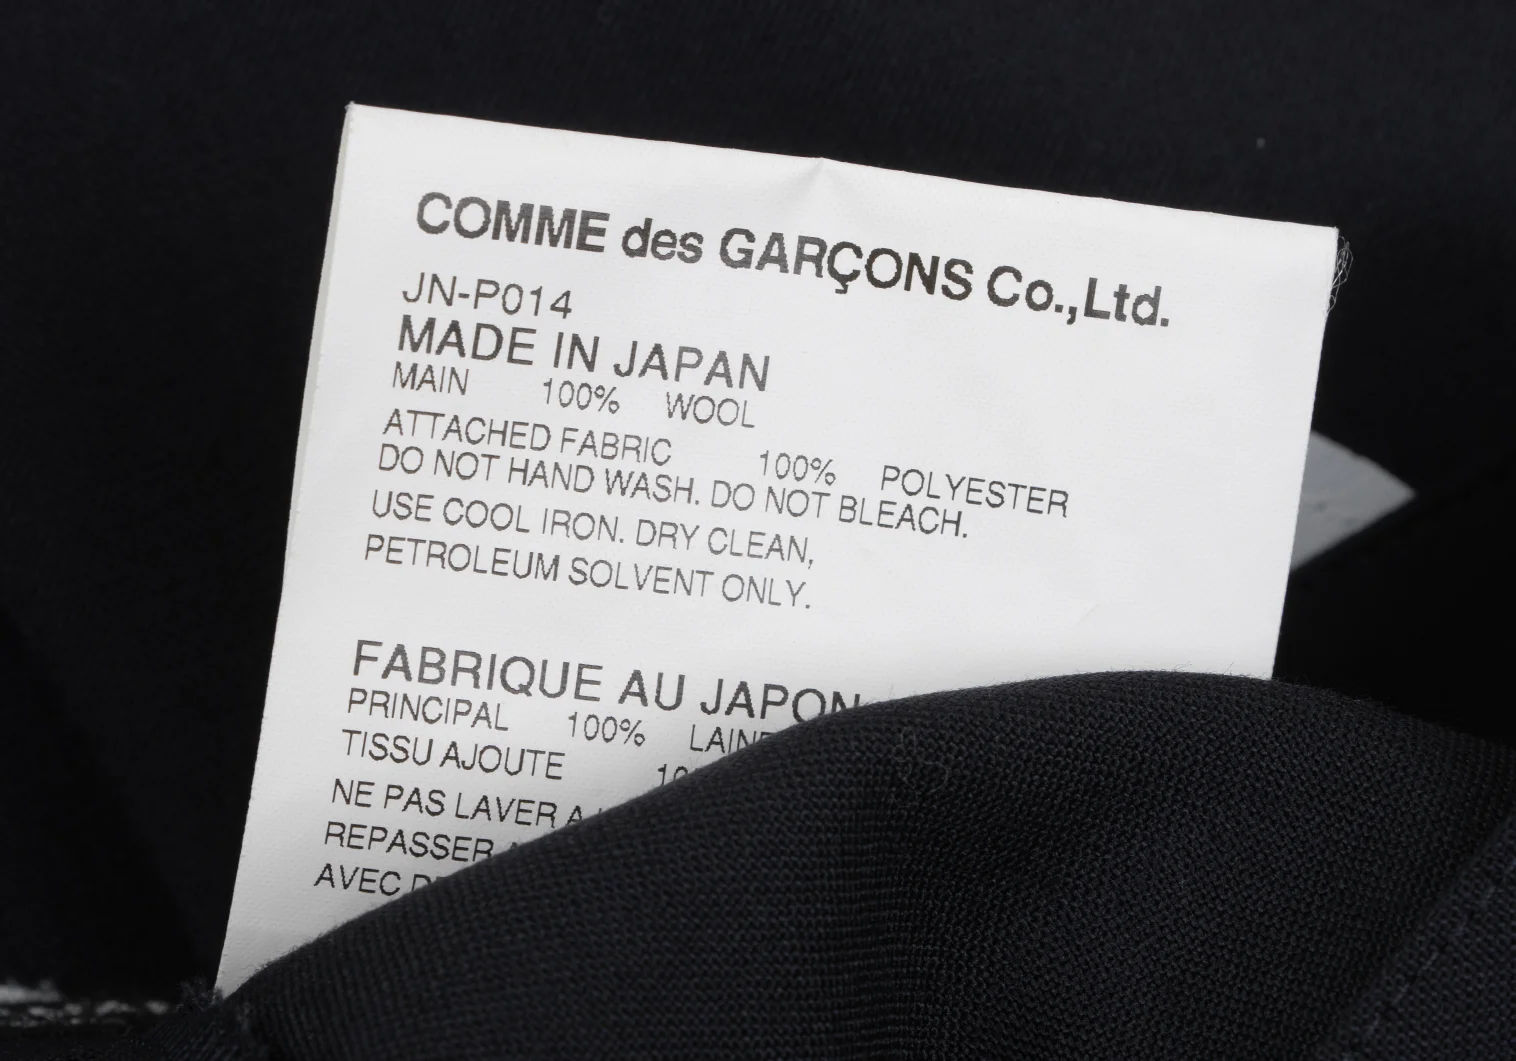 COMME des GARÇONS Co.,Ltd.
JN-P014
MADE IN JAPAN
MAIN 100% WOOL
ATTACHED FABRIC 100% POLYESTER
DO NOT HAND WASH. DO NOT BLEACH.
USE COOL IRON. DRY CLEAN,
PETROLEUM SOLVENT ONLY.
FABRIQUE AU JAPON
PRINCIPAL 100%
TISSU AJOUTE
NE PAS LAVER A
REPASSER
AVEC